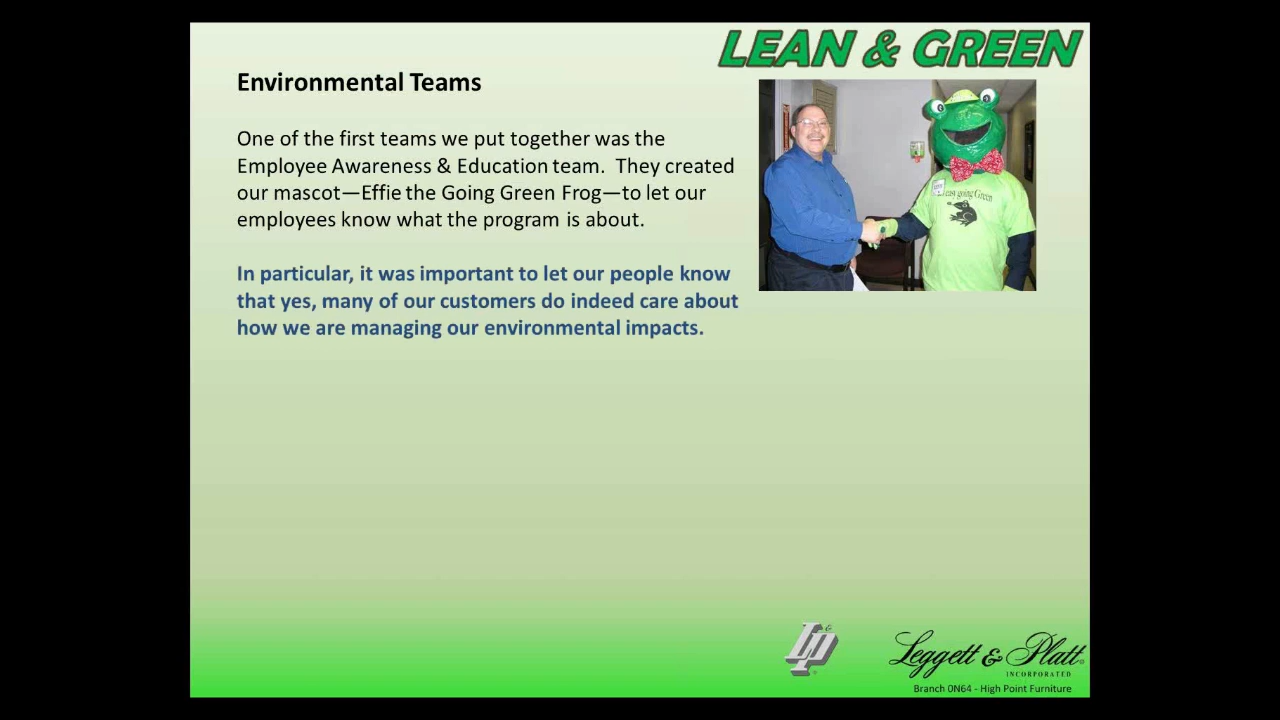 LEAN & GREEN
Environmental Teams
One of the first teams we put together was the
Employee Awareness & Education team. They created
our mascot—Effie the Going Green Frog—to let our
employees know what the program is about.
In particular, it was important to let our people know
that yes, many of our customers do indeed care about
how we are managing our environmental impacts.
easy going Green
L&P
Leggett & Platt
INCORPORATED
Branch 0N64 - High Point Furniture